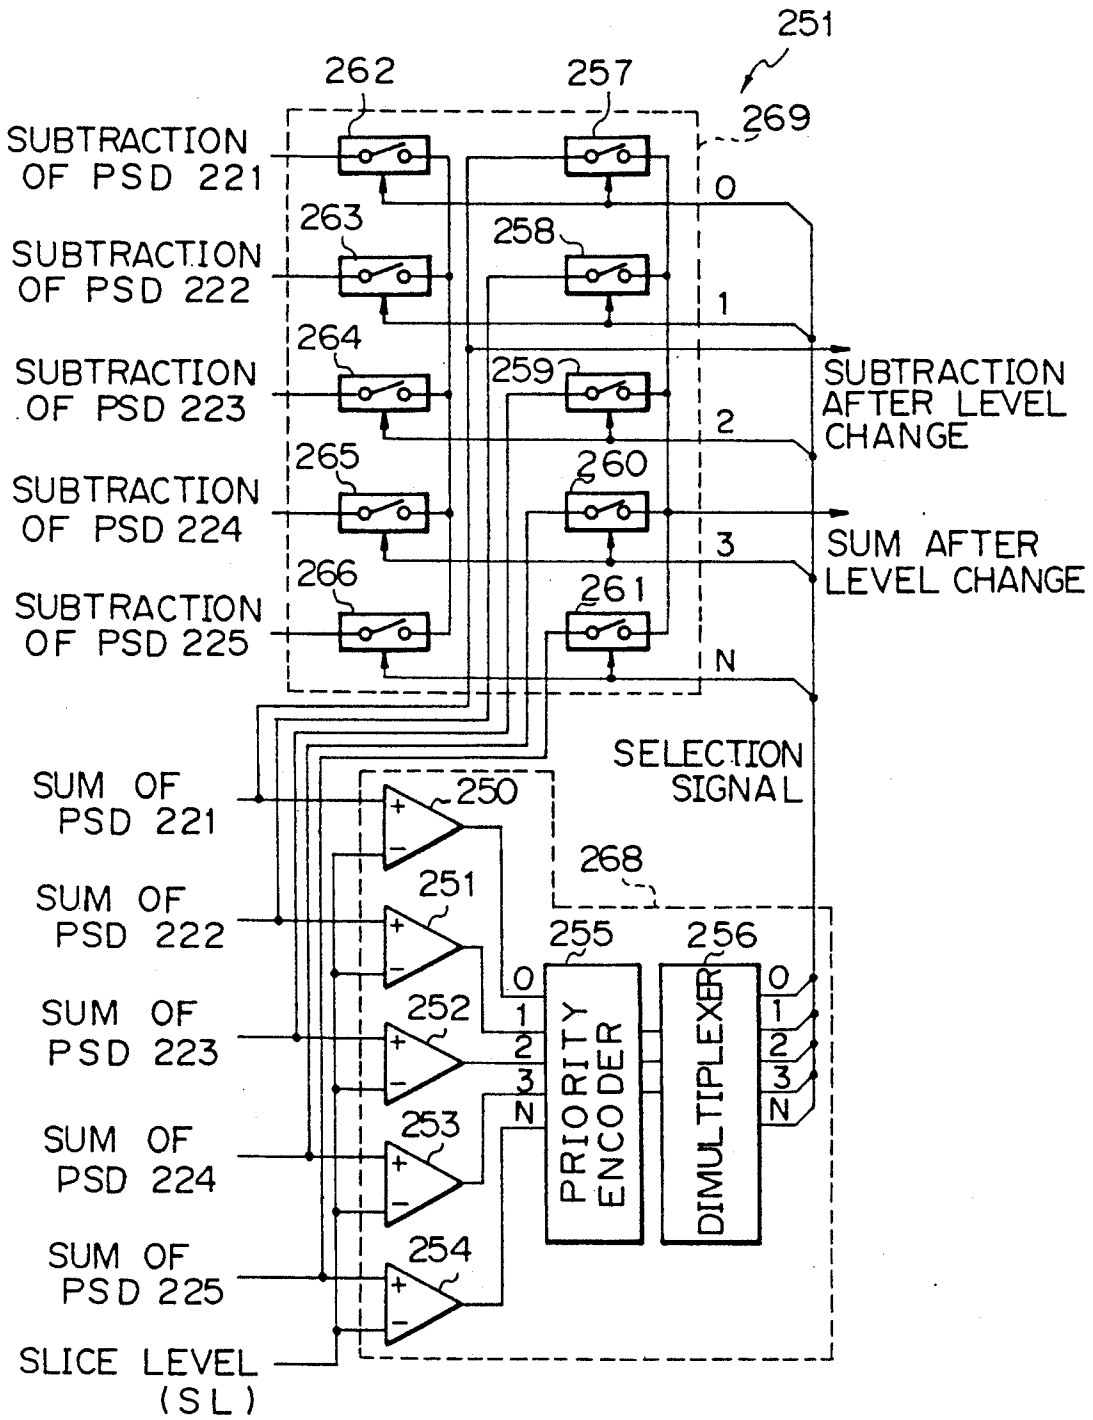 251
262
257
269
SUBTRACTION
OF PSD 221
0
263
258
SUBTRACTION
OF PSD 222
1
264
259
SUBTRACTION
OF PSD 223
SUBTRACTION
AFTER LEVEL
CHANGE
2
265
260
SUBTRACTION
OF PSD 224
3
SUM AFTER
LEVEL CHANGE
266
261
SUBTRACTION
OF PSD 225
N
SELECTION
SIGNAL
SUM OF
PSD 221
+
−
250
268
SUM OF
PSD 222
+
−
251
255
256
SUM OF
PSD 223
+
−
252
0
1
2
3
N
PRIORITY
ENCODER
DIMULTIPLEXER
0
1
2
3
N
SUM OF
PSD 224
+
−
253
SUM OF
PSD 225
+
−
254
SLICE LEVEL
(SL)